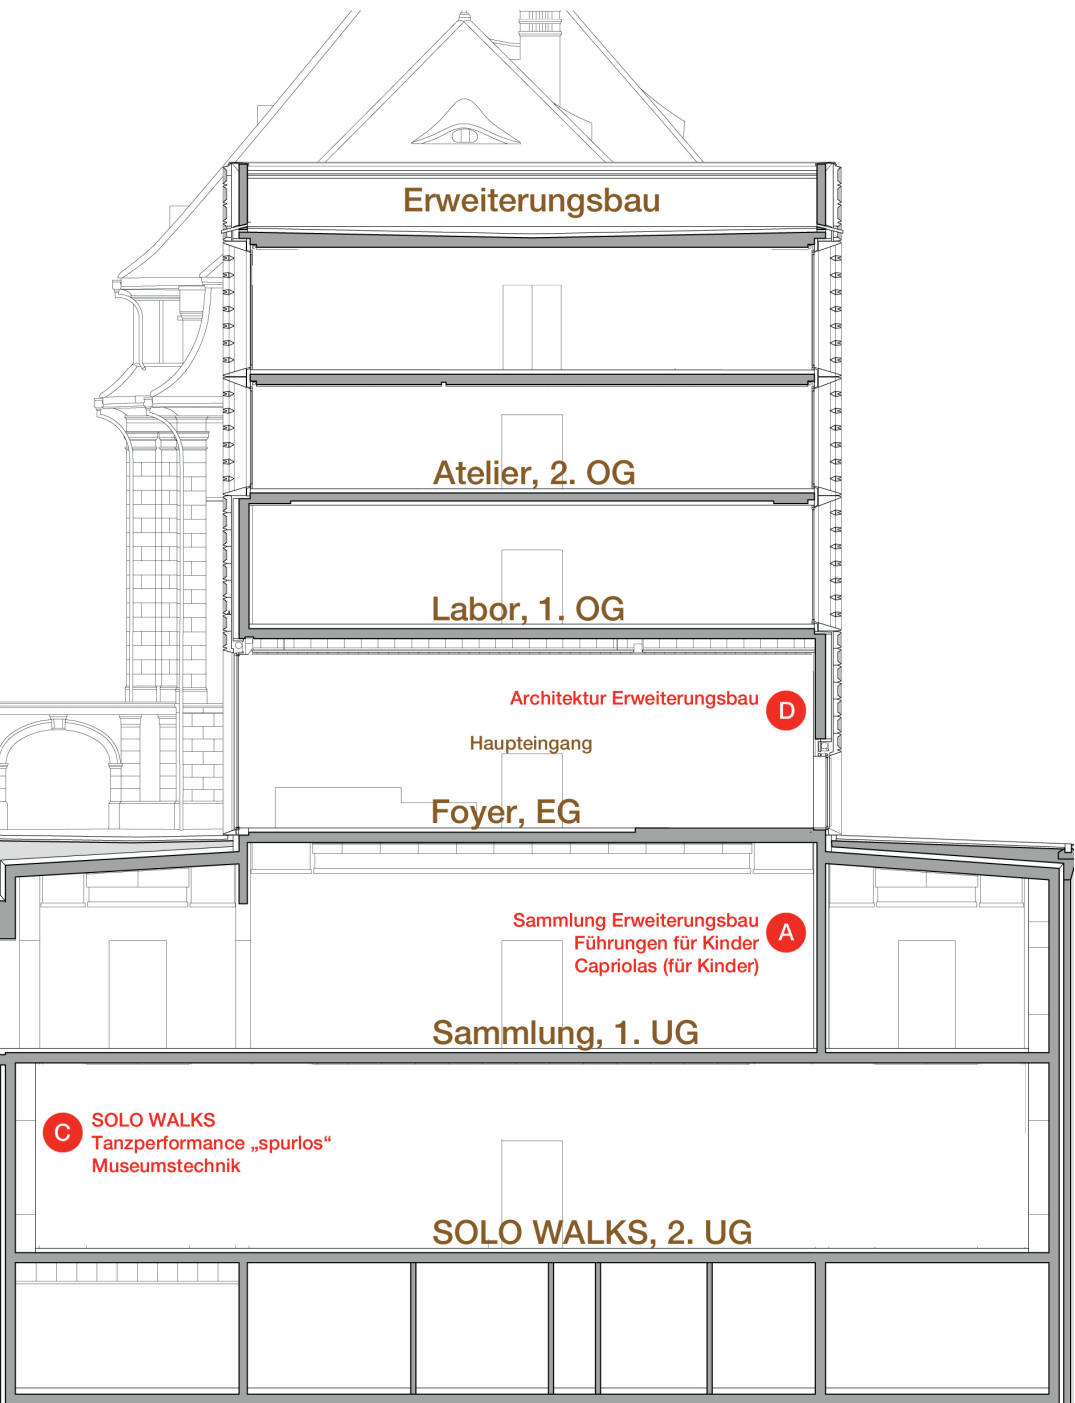 Erweiterungsbau
Atelier, 2. OG
Labor, 1. OG
Architektur Erweiterungsbau
D
Haupteingang
Foyer, EG
Sammlung Erweiterungsbau
Führungen für Kinder
Capriolas (für Kinder)
A
Sammlung, 1. UG
C
SOLO WALKS
Tanzperformance „spurlos“
Museumstechnik
SOLO WALKS, 2. UG